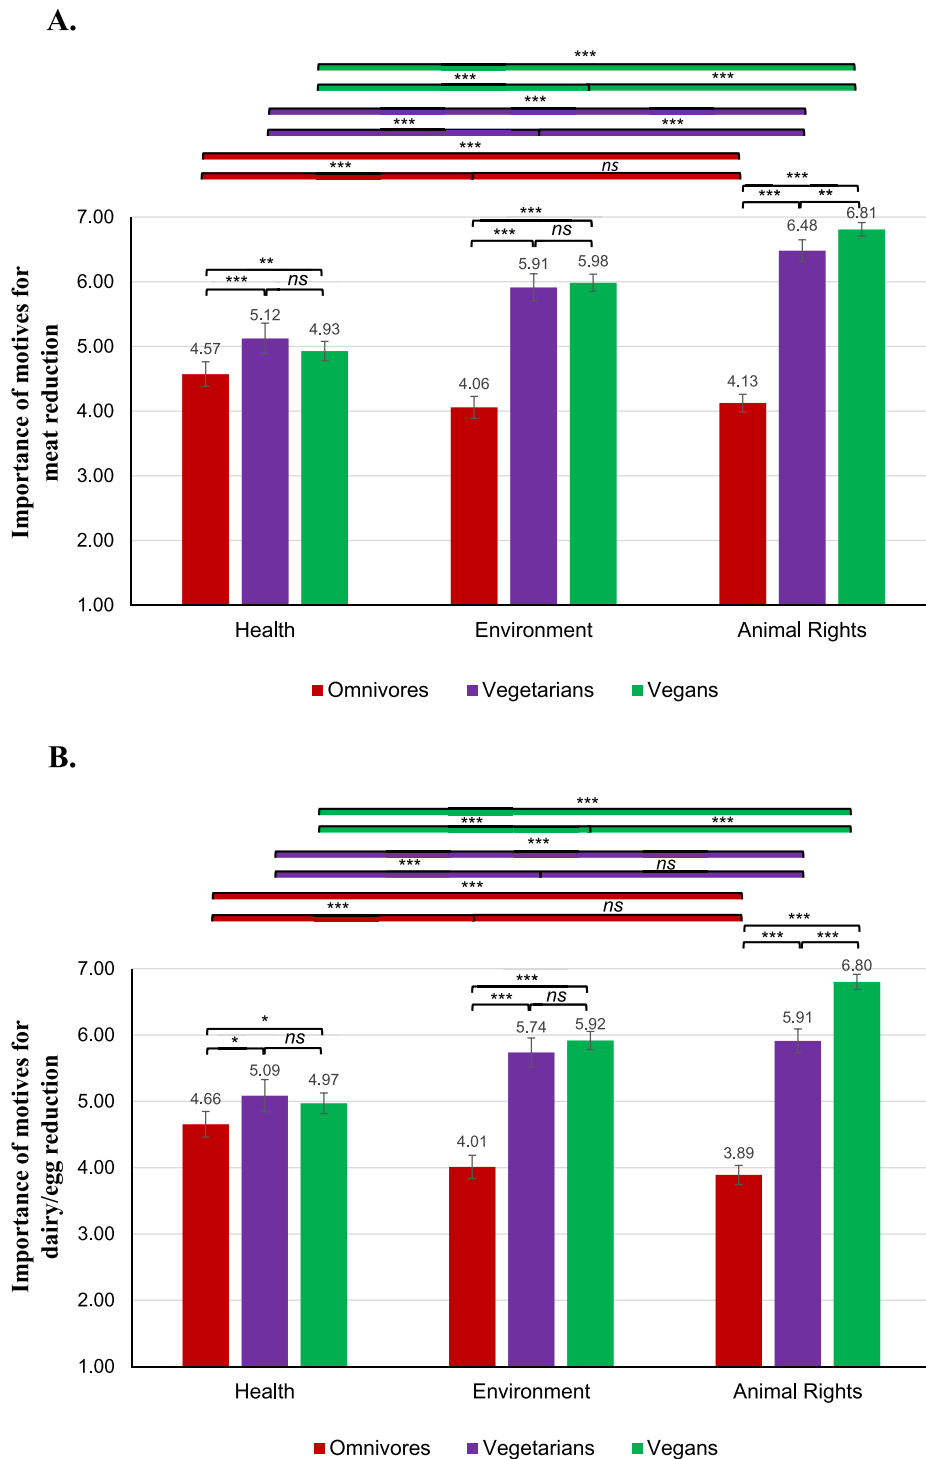 A.
***
*** ***
***
*** ***
***
*** ns
*** 
*** **
***
*** ns
**
*** ns
Importance of motives for
meat reduction
7.00
6.00
5.00
4.00
3.00
2.00
1.00
4.57 5.12 4.93
4.06 5.91 5.98
4.13 6.48 6.81
Health Environment Animal Rights
Omnivores Vegetarians Vegans
B.
***
*** ***
***
*** ns
***
*** ns
***
*** ***
***
*** ns
*
* ns
Importance of motives for
dairy/egg reduction
7.00
6.00
5.00
4.00
3.00
2.00
1.00
4.66 5.09 4.97
4.01 5.74 5.92
3.89 5.91 6.80
Health Environment Animal Rights
Omnivores Vegetarians Vegans